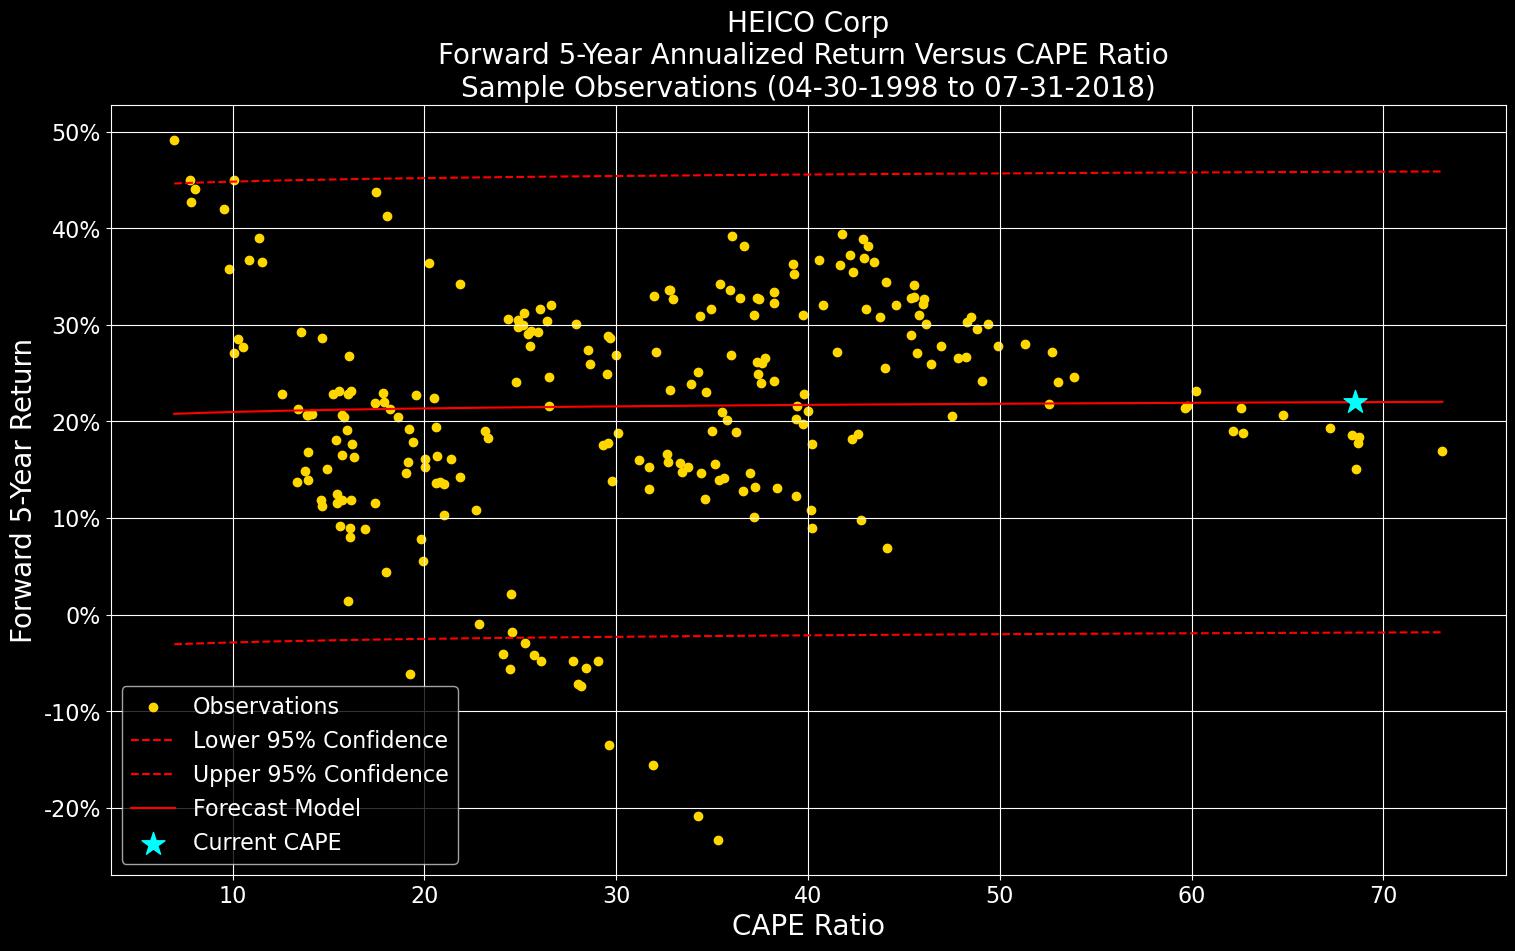 HEICO Corp
Forward 5-Year Annualized Return Versus CAPE Ratio
Sample Observations (04-30-1998 to 07-31-2018)
Forward 5-Year Return
50%
40%
30%
20%
10%
0%
-10%
-20%
Observations
Lower 95% Confidence
Upper 95% Confidence
Forecast Model
Current CAPE
10 20 30 40 50 60 70
CAPE Ratio